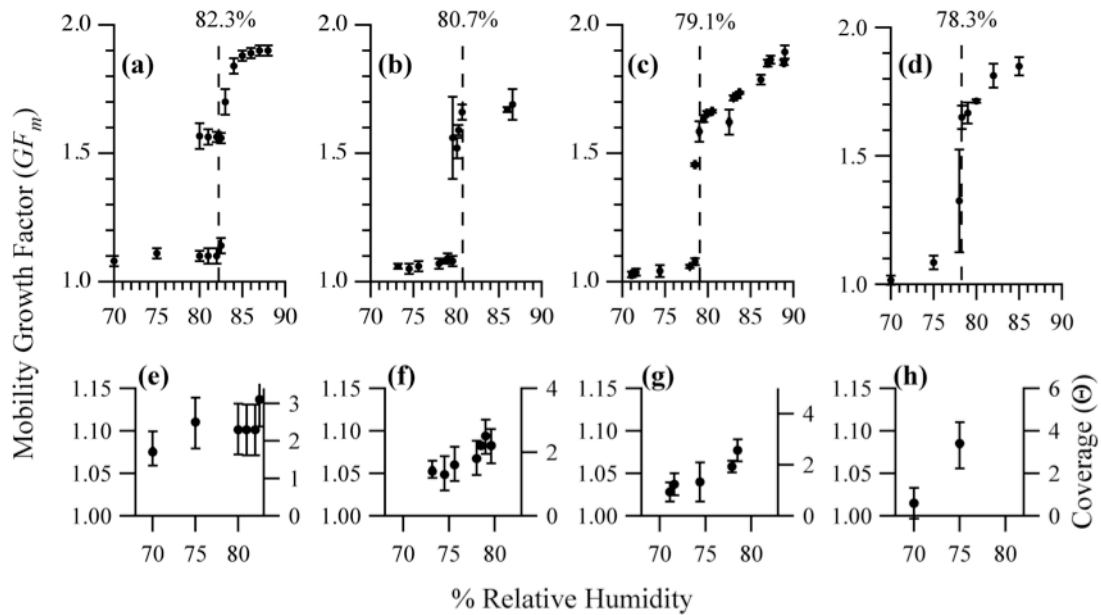 82.3% 80.7% 79.1% 78.3%
2.0 2.0 2.0 2.0
(a) (b) (c) (d)
1.5 1.5 1.5 1.5
1.0 1.0 1.0 1.0
70 75 80 85 90 70 75 80 85 90 70 75 80 85 90 70 75 80 85 90
Mobility Growth Factor (GFm)
(e) (f) (g) (h)
1.15 1.15 4 1.15 1.15 6
3 4
1.10 1.10 1.10 1.10 4
2 2 2
1.05 1.05 1.05 1.05 2
1
1.00 0 1.00 0 1.00 0 1.00 0
70 75 80 70 75 80 70 75 80 70 75 80
Coverage (Θ)
% Relative Humidity